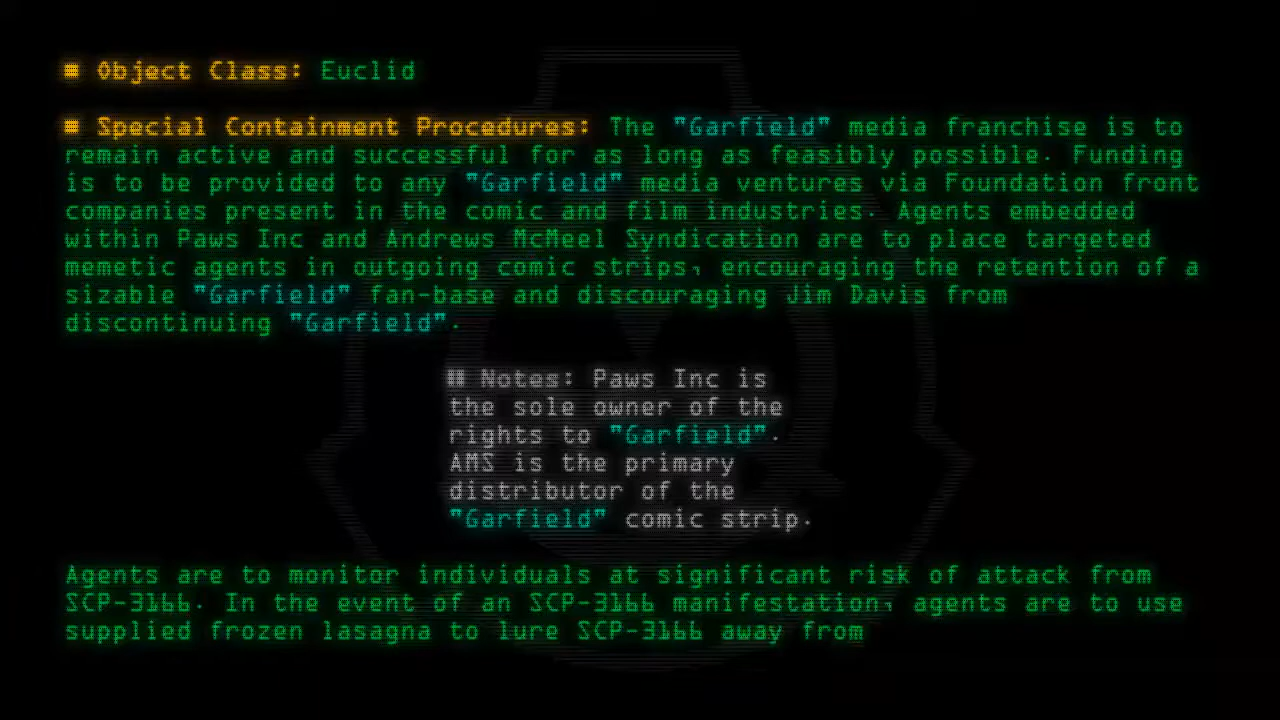 ■ Object Class: Euclid
■ Special Containment Procedures: The "Garfield" media franchise is to
remain active and successful for as long as feasibly possible. Funding
is to be provided to any "Garfield" media ventures via Foundation front
companies present in the comic and film industries. Agents embedded
within Paws Inc and Andrews McMeel Syndication are to place targeted
memetic agents in outgoing comic strips, encouraging the retention of a
sizable "Garfield" fan-base and discouraging Jim Davis from
discontinuing "Garfield".
■ Notes: Paws Inc is
the sole owner of the
rights to "Garfield".
AMS is the primary
distributor of the
"Garfield" comic strip.
Agents are to monitor individuals at significant risk of attack from
SCP-3166. In the event of an SCP-3166 manifestation, agents are to use
supplied frozen lasagna to lure SCP-3166 away from